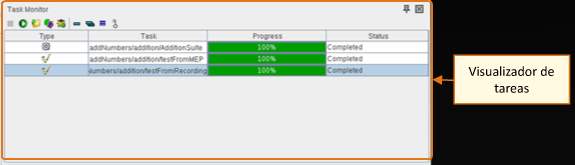 Task Monitor
Type Task Progress Status
addNumbers/addition/AdditionSuite 100% Completed
addNumbers/addition/testFromMEP 100% Completed
Numbers/addition/testFromRecording 100% Completed
Visualizador de
tareas